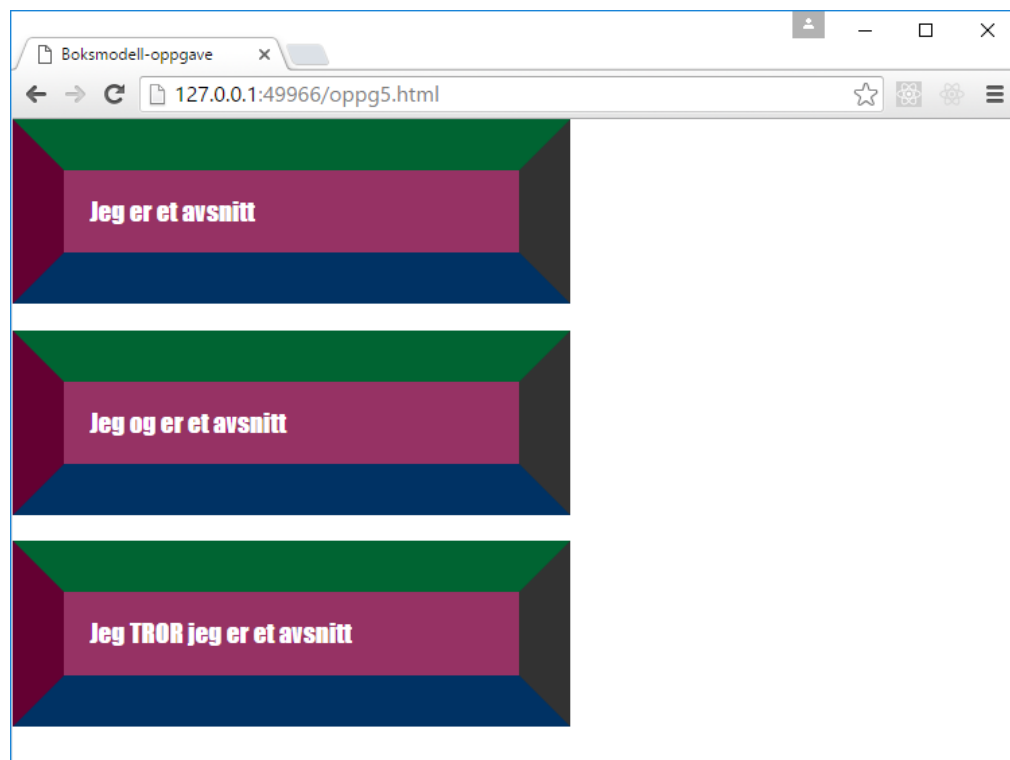 Boksmodell-oppgave
127.0.0.1:49966/oppg5.html
Jeg er et avsnitt
Jeg og er et avsnitt
Jeg TROR jeg er et avsnitt